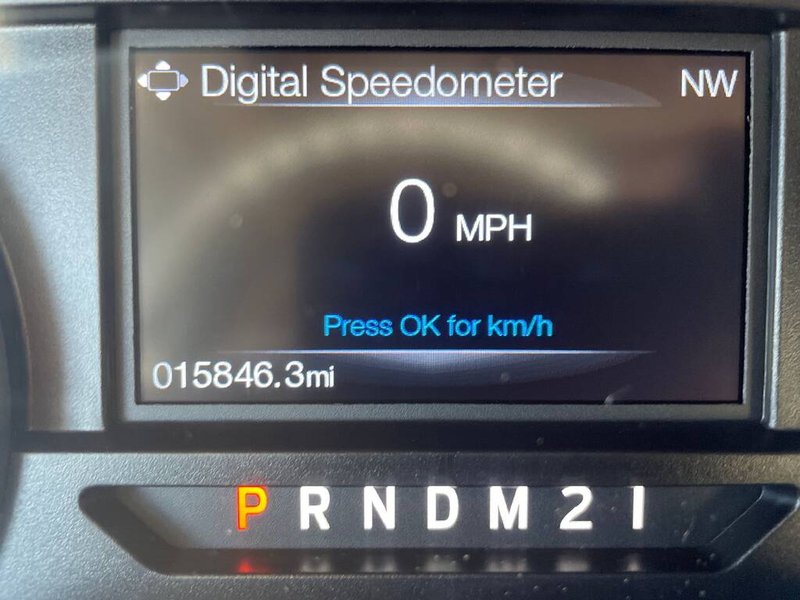 Digital Speedometer NW
0 MPH
Press OK for km/h
015846.3mi
P R N D M 2 1